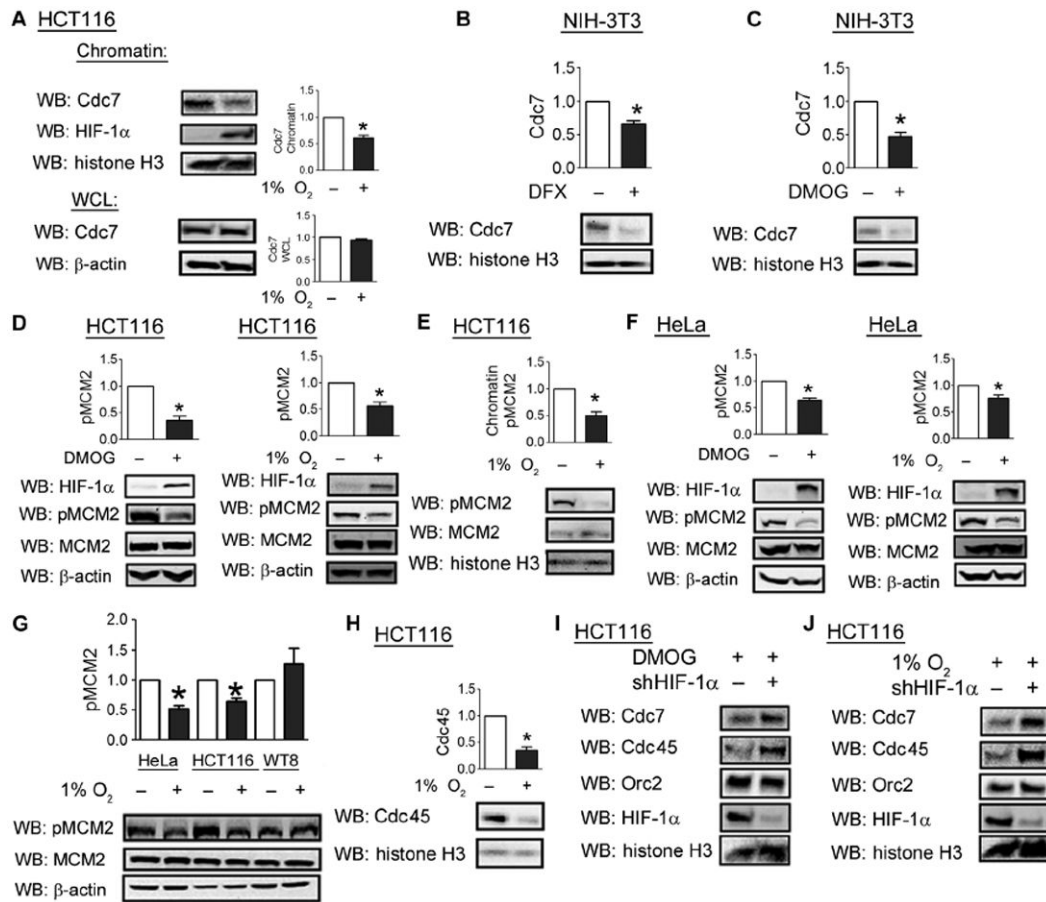 A HCT116
Chromatin:
WB: Cdc7
WB: HIF-1α
WB: histone H3
Cdc7
Chromatin
1.5
1.0
0.5
0.0
*
1% O2 – +
WCL:
WB: Cdc7
WB: β-actin
Cdc7
WCL
1.5
1.0
0.5
0.0
1% O2 – +
B NIH-3T3
Cdc7
1.5
1.0
0.5
0.0
*
– +
DFX
WB: Cdc7
WB: histone H3
C NIH-3T3
Cdc7
1.5
1.0
0.5
0.0
*
– +
DMOG
WB: Cdc7
WB: histone H3
D HCT116
pMCM2
1.5
1.0
0.5
0.0
*
– +
DMOG
WB: HIF-1α
WB: pMCM2
WB: MCM2
WB: β-actin
HCT116
pMCM2
1.5
1.0
0.5
0.0
*
– +
1% O2
WB: HIF-1α
WB: pMCM2
WB: MCM2
WB: β-actin
E HCT116
Chromatin
pMCM2
1.5
1.0
0.5
0.0
*
1% O2 – +
WB: pMCM2
WB: MCM2
WB: histone H3
F HeLa
pMCM2
1.5
1.0
0.5
0.0
*
– +
DMOG
WB: HIF-1α
WB: pMCM2
WB: MCM2
WB: β-actin
HeLa
pMCM2
1.5
1.0
0.5
0.0
*
– +
1% O2
WB: HIF-1α
WB: pMCM2
WB: MCM2
WB: β-actin
G
pMCM2
2.0
1.5
1.0
0.5
0.0
* *
HeLa HCT116 WT8
1% O2 – + – + – +
WB: pMCM2
WB: MCM2
WB: β-actin
H HCT116
Cdc45
1.5
1.0
0.5
0.0
*
1% O2 – +
WB: Cdc45
WB: histone H3
I HCT116
DMOG + +
shHIF-1α – +
WB: Cdc7
WB: Cdc45
WB: Orc2
WB: HIF-1α
WB: histone H3
J HCT116
1% O2 + +
shHIF-1α – +
WB: Cdc7
WB: Cdc45
WB: Orc2
WB: HIF-1α
WB: histone H3